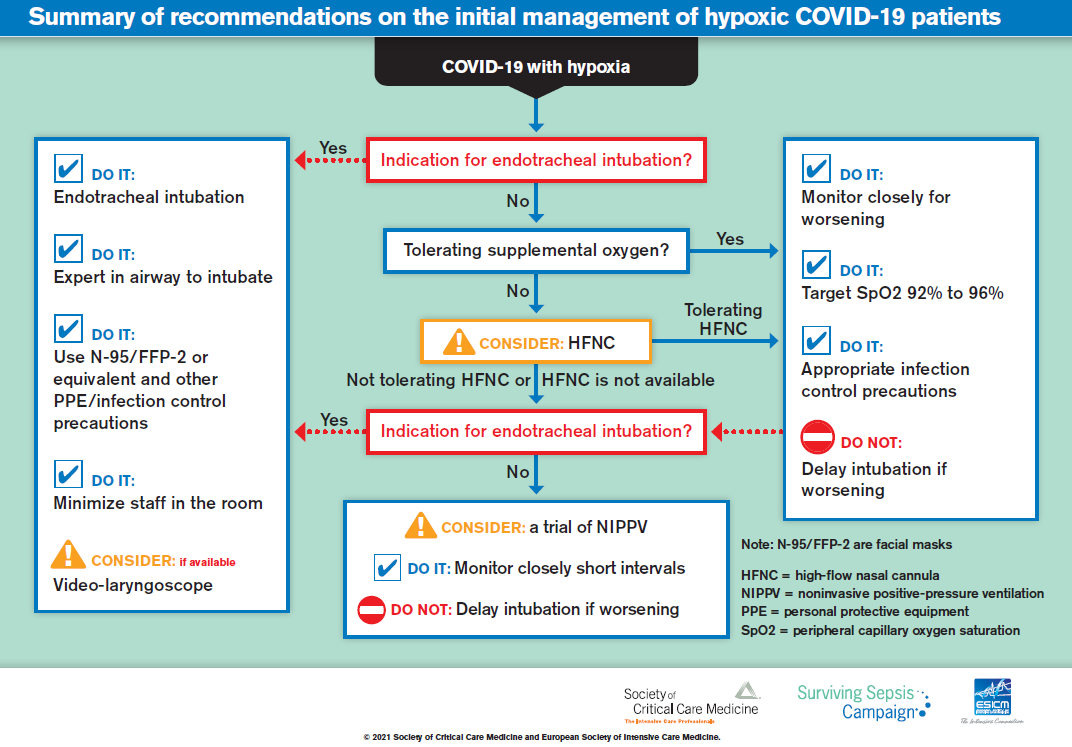 Summary of recommendations on the initial management of hypoxic COVID-19 patients
COVID-19 with hypoxia
Indication for endotracheal intubation?
Yes
DO IT:
Endotracheal intubation
DO IT:
Expert in airway to intubate
DO IT:
Use N-95/FFP-2 or
equivalent and other
PPE/infection control
precautions
DO IT:
Minimize staff in the room
CONSIDER: if available
Video-laryngoscope
No
Tolerating supplemental oxygen?
Yes
DO IT:
Monitor closely for
worsening
DO IT:
Target SpO2 92% to 96%
DO IT:
Appropriate infection
control precautions
DO NOT:
Delay intubation if
worsening
No
CONSIDER: HFNC
Tolerating
HFNC
Not tolerating HFNC or HFNC is not available
Indication for endotracheal intubation?
Yes
No
CONSIDER: a trial of NIPPV
DO IT: Monitor closely short intervals
DO NOT: Delay intubation if worsening
Note: N-95/FFP-2 are facial masks
HFNC = high-flow nasal cannula
NIPPV = noninvasive positive-pressure ventilation
PPE = personal protective equipment
SpO2 = peripheral capillary oxygen saturation
Society of
Critical Care Medicine
The Intensive Care Professionals
Surviving Sepsis
Campaign
ESICM
© 2021 Society of Critical Care Medicine and European Society of Intensive Care Medicine.